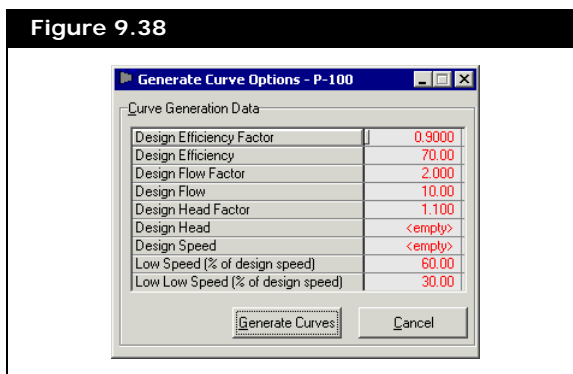 Figure 9.38
Generate Curve Options - P-100
Curve Generation Data
Design Efficiency Factor 0.9000
Design Efficiency 70.00
Design Flow Factor 2.000
Design Flow 10.00
Design Head Factor 1.100
Design Head <empty>
Design Speed <empty>
Low Speed (% of design speed) 60.00
Low Low Speed (% of design speed) 30.00
Generate Curves Cancel